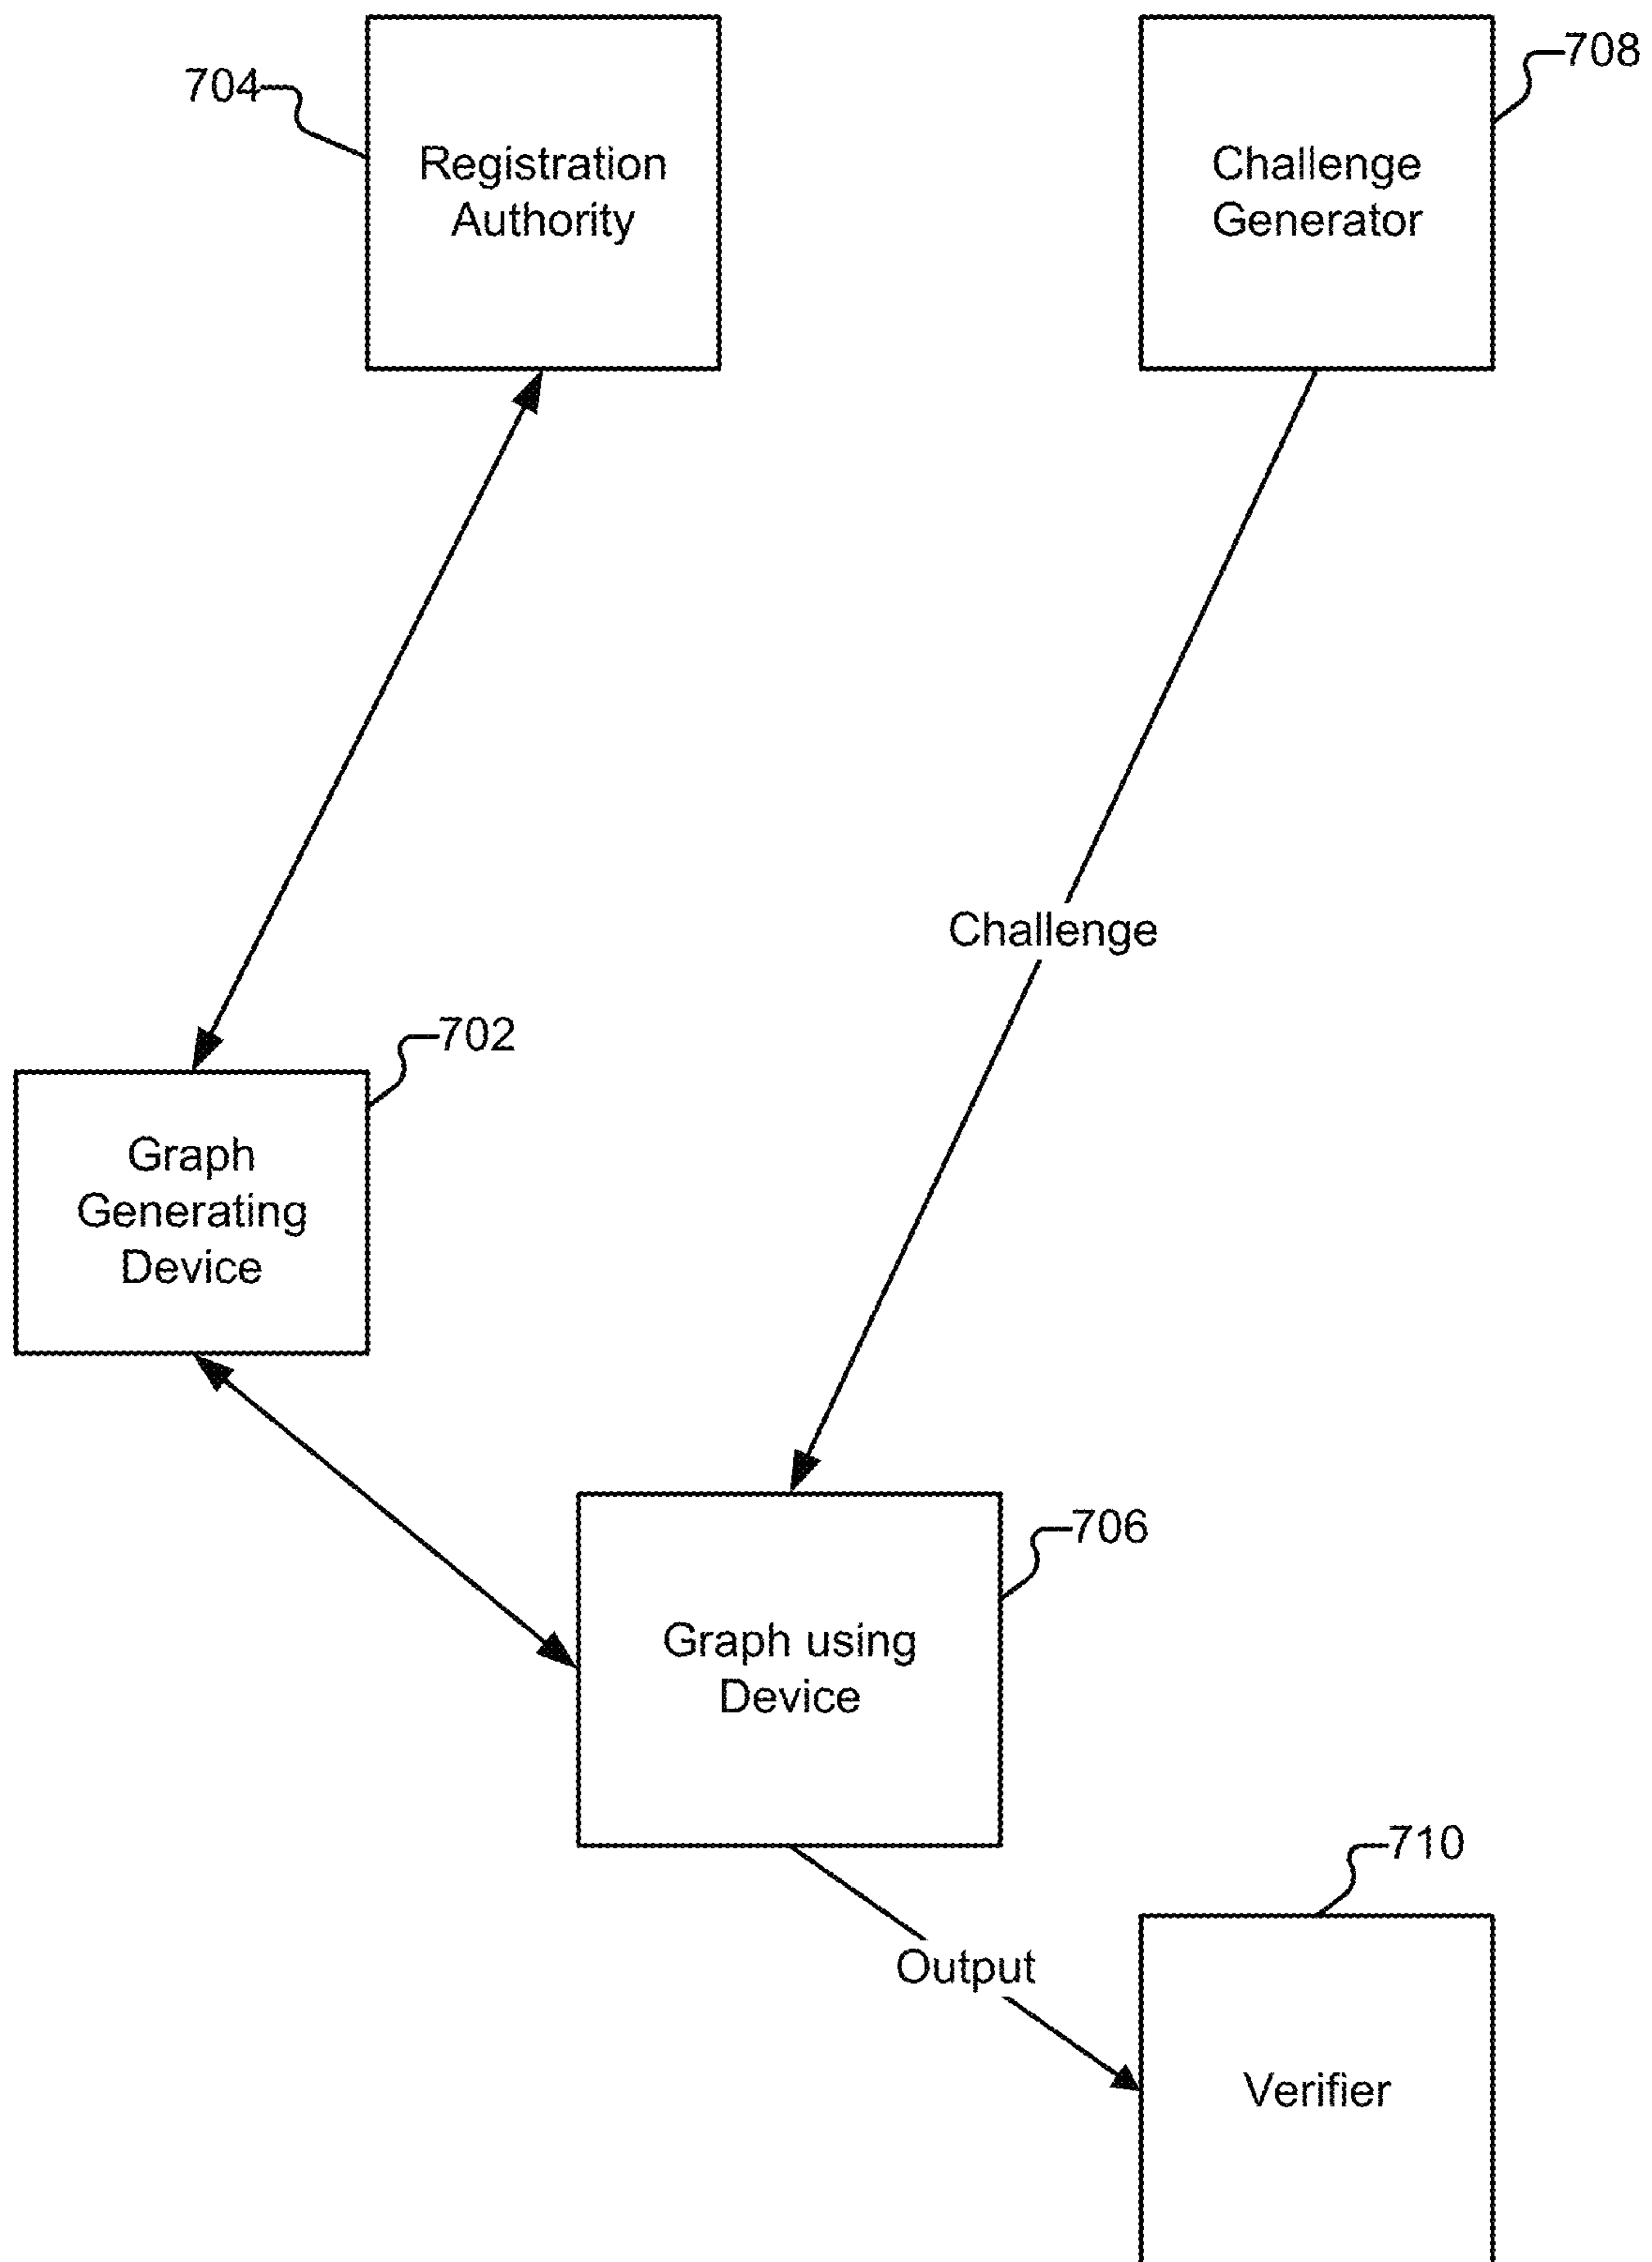 704
Registration
Authority
708
Challenge
Generator
Challenge
702
Graph
Generating
Device
706
Graph using
Device
Output
710
Verifier